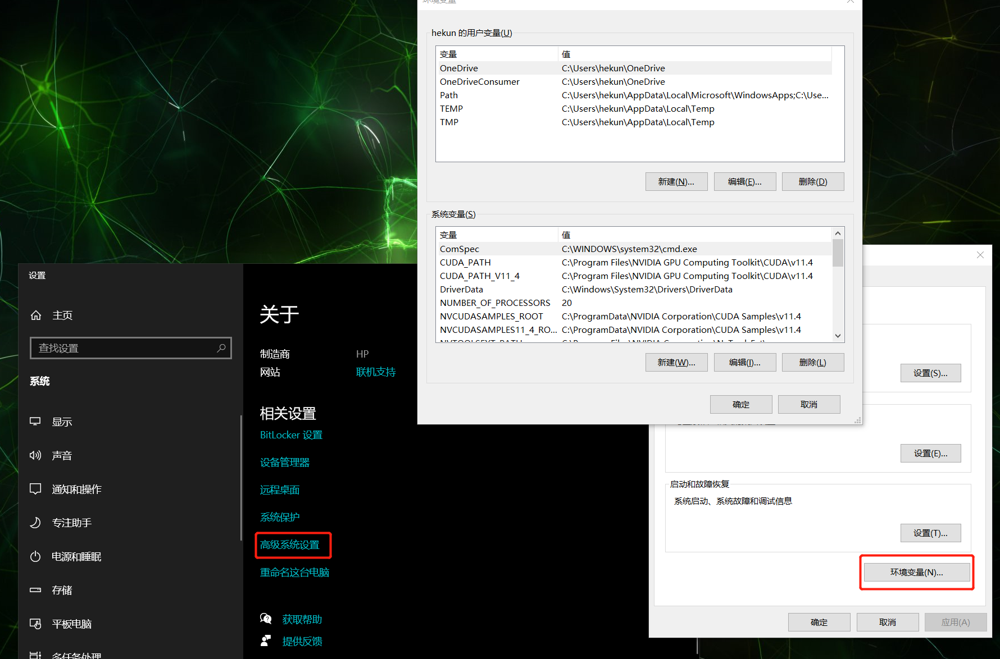 环境变量
hekun 的用户变量(U)
变量 值
OneDrive C:\Users\hekun\OneDrive
OneDriveConsumer C:\Users\hekun\OneDrive
Path C:\Users\hekun\AppData\Local\Microsoft\WindowsApps;C:\Use...
TEMP C:\Users\hekun\AppData\Local\Temp
TMP C:\Users\hekun\AppData\Local\Temp
新建(N)... 编辑(E)... 删除(D)
系统变量(S)
变量 值
ComSpec C:\WINDOWS\system32\cmd.exe
CUDA_PATH C:\Program Files\NVIDIA GPU Computing Toolkit\CUDA\v11.4
CUDA_PATH_V11_4 C:\Program Files\NVIDIA GPU Computing Toolkit\CUDA\v11.4
DriverData C:\Windows\System32\Drivers\DriverData
NUMBER_OF_PROCESSORS 20
NVCUDASAMPLES_ROOT C:\ProgramData\NVIDIA Corporation\CUDA Samples\v11.4
NVCUDASAMPLES11_4_RO... C:\ProgramData\NVIDIA Corporation\CUDA Samples\v11.4
新建(W)... 编辑(I)... 删除(L)
确定 取消
设置
主页
查找设置
系统
显示
声音
通知和操作
专注助手
电源和睡眠
存储
平板电脑
多任务处理
关于
制造商 HP
网站 联机支持
相关设置
BitLocker 设置
设备管理器
远程桌面
系统保护
高级系统设置
重命名这台电脑
获取帮助
提供反馈
设置(S)...
设置(E)...
启动和故障恢复
系统启动、系统故障和调试信息
设置(T)...
环境变量(N)...
确定 取消 应用(A)